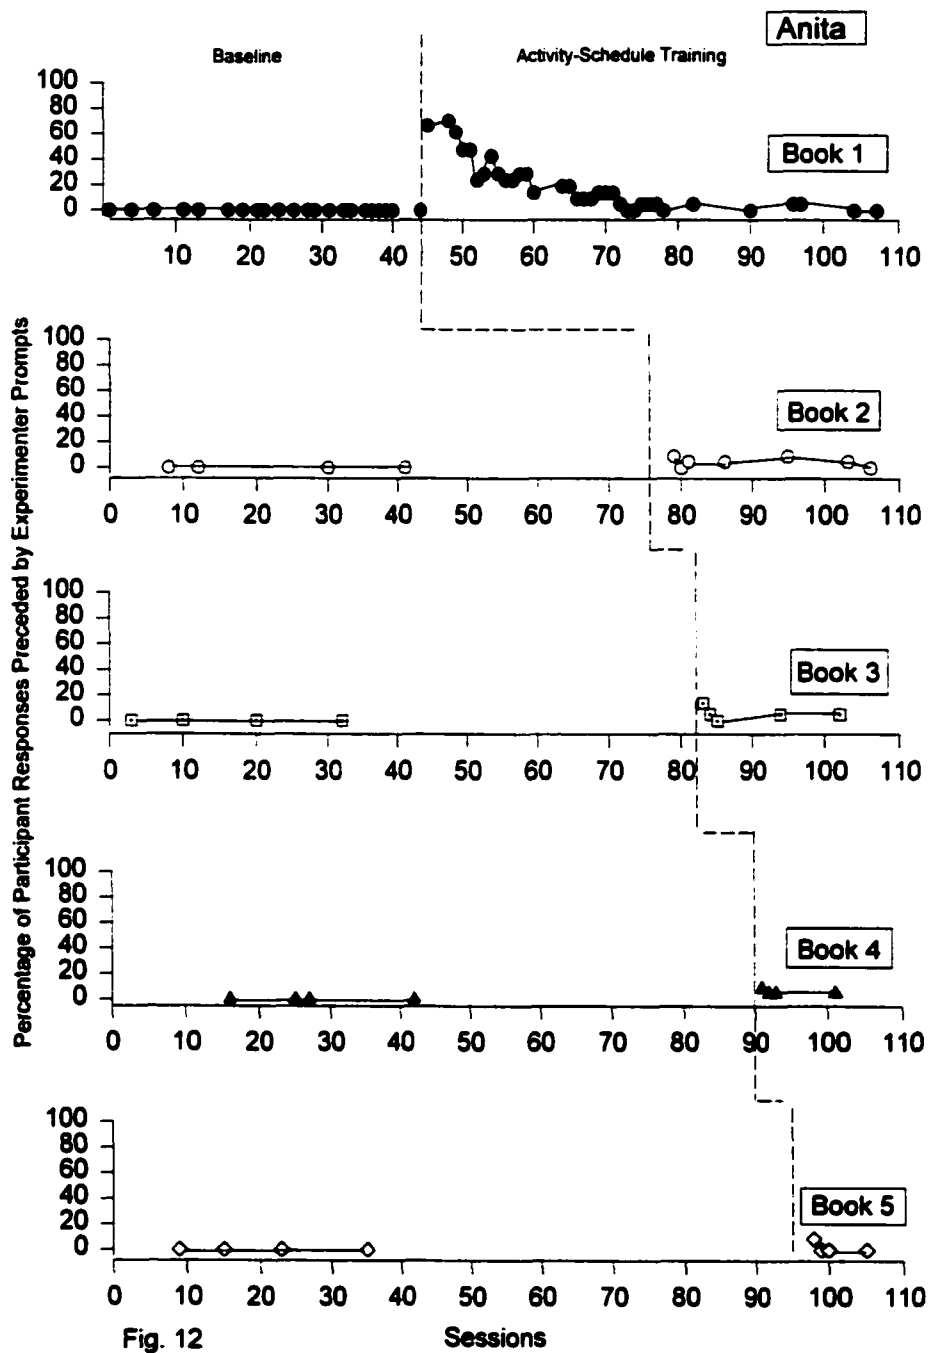 Anita
Baseline
Activity-Schedule Training
Percentage of Participant Responses Preceded by Experimenter Prompts
100
80
60
40
20
0
Book 1
10 20 30 40 50 60 70 80 90 100 110
100
80
60
40
20
0
Book 2
0 10 20 30 40 50 60 70 80 90 100 110
100
80
60
40
20
0
Book 3
0 10 20 30 40 50 60 70 80 90 100 110
100
80
60
40
20
0
Book 4
0 10 20 30 40 50 60 70 80 90 100 110
100
80
60
40
20
0
Book 5
0 10 20 30 40 50 60 70 80 90 100 110
Fig. 12
Sessions